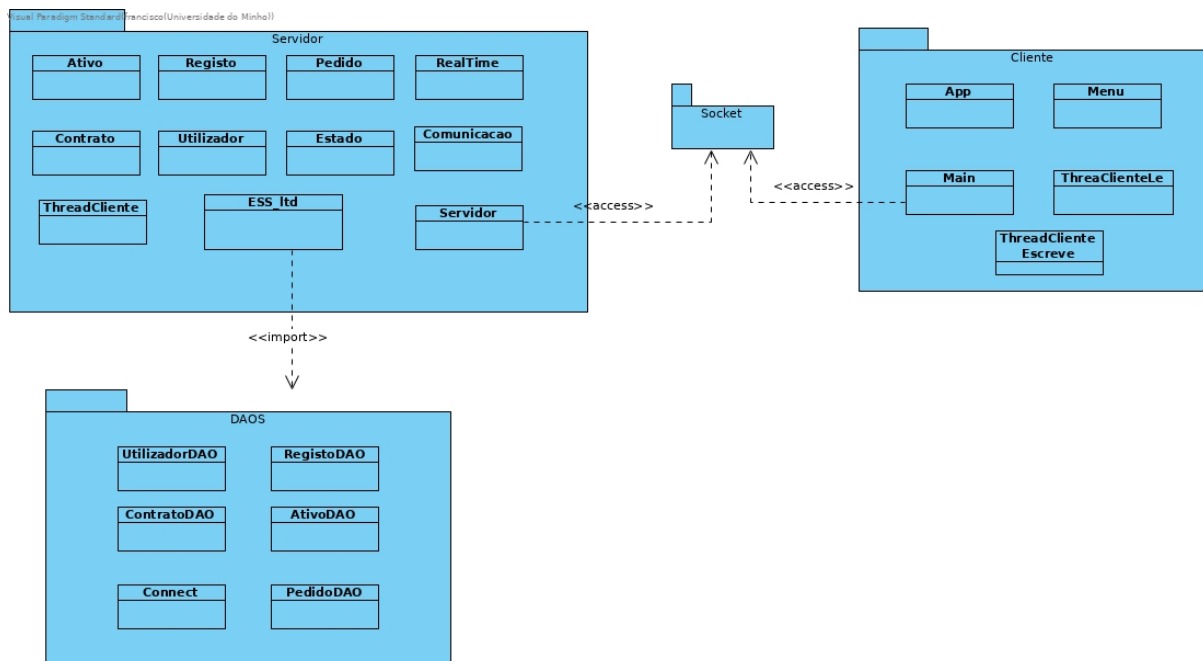 Visual Paradigm Standard(francisco(Universidade do Minho))
Servidor
Ativo
Registo
Pedido
RealTime
Contrato
Utilizador
Estado
Comunicacao
ThreadCliente
ESS_ltd
Servidor
<<access>>
Socket
<<access>>
Cliente
App
Menu
Main
ThreaClienteLe
ThreadCliente
Escreve
<<import>>
DAOS
UtilizadorDAO
RegistoDAO
ContratoDAO
AtivoDAO
Connect
PedidoDAO